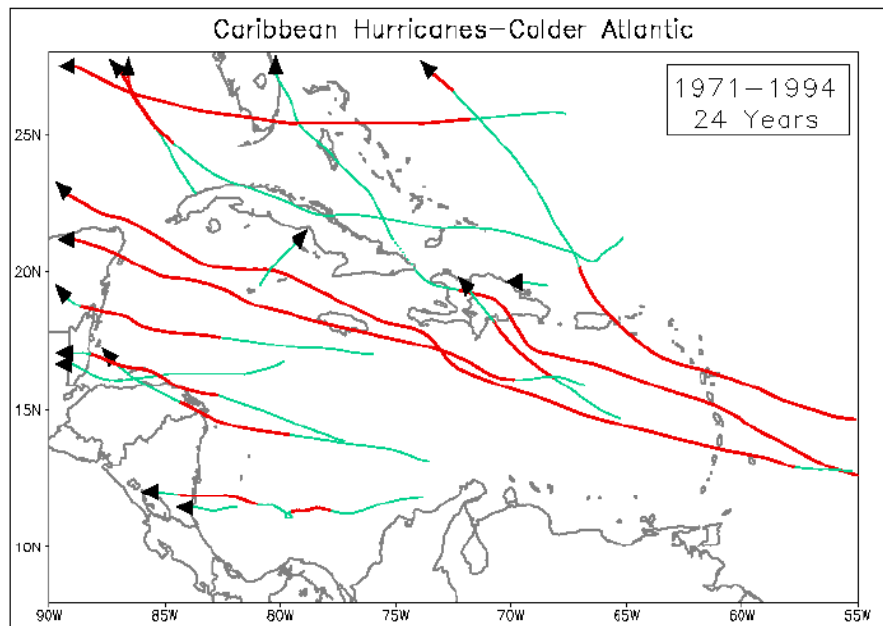 Caribbean Hurricanes-Colder Atlantic
1971-1994
24 Years
25N
20N
15N
10N
90W 85W 80W 75W 70W 65W 60W 55W